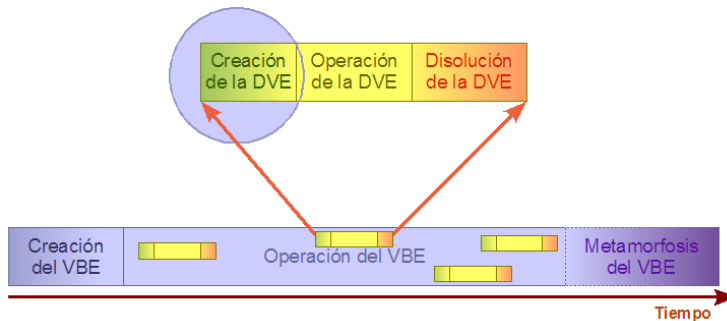 Creación
de la DVE
Operación
de la DVE
Disolución
de la DVE
Creación
del VBE
Operación del VBE
Metamorfosis
del VBE
Tiempo